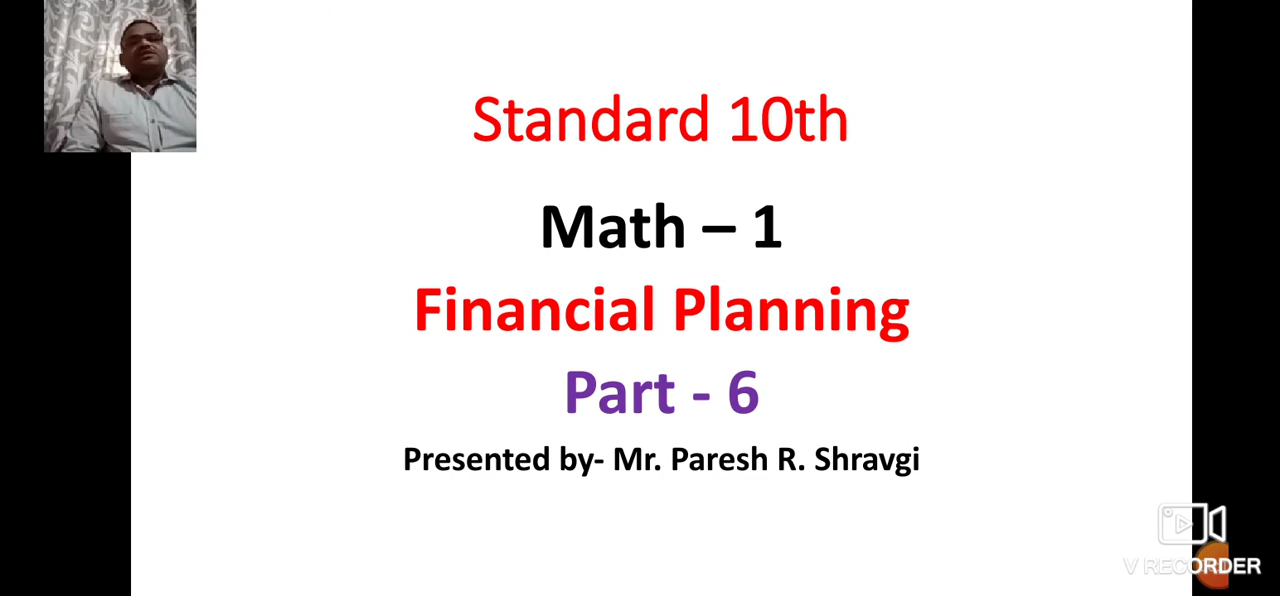 Standard 10th
Math – 1
Financial Planning
Part - 6
Presented by- Mr. Paresh R. Shravgi
V RECORDER